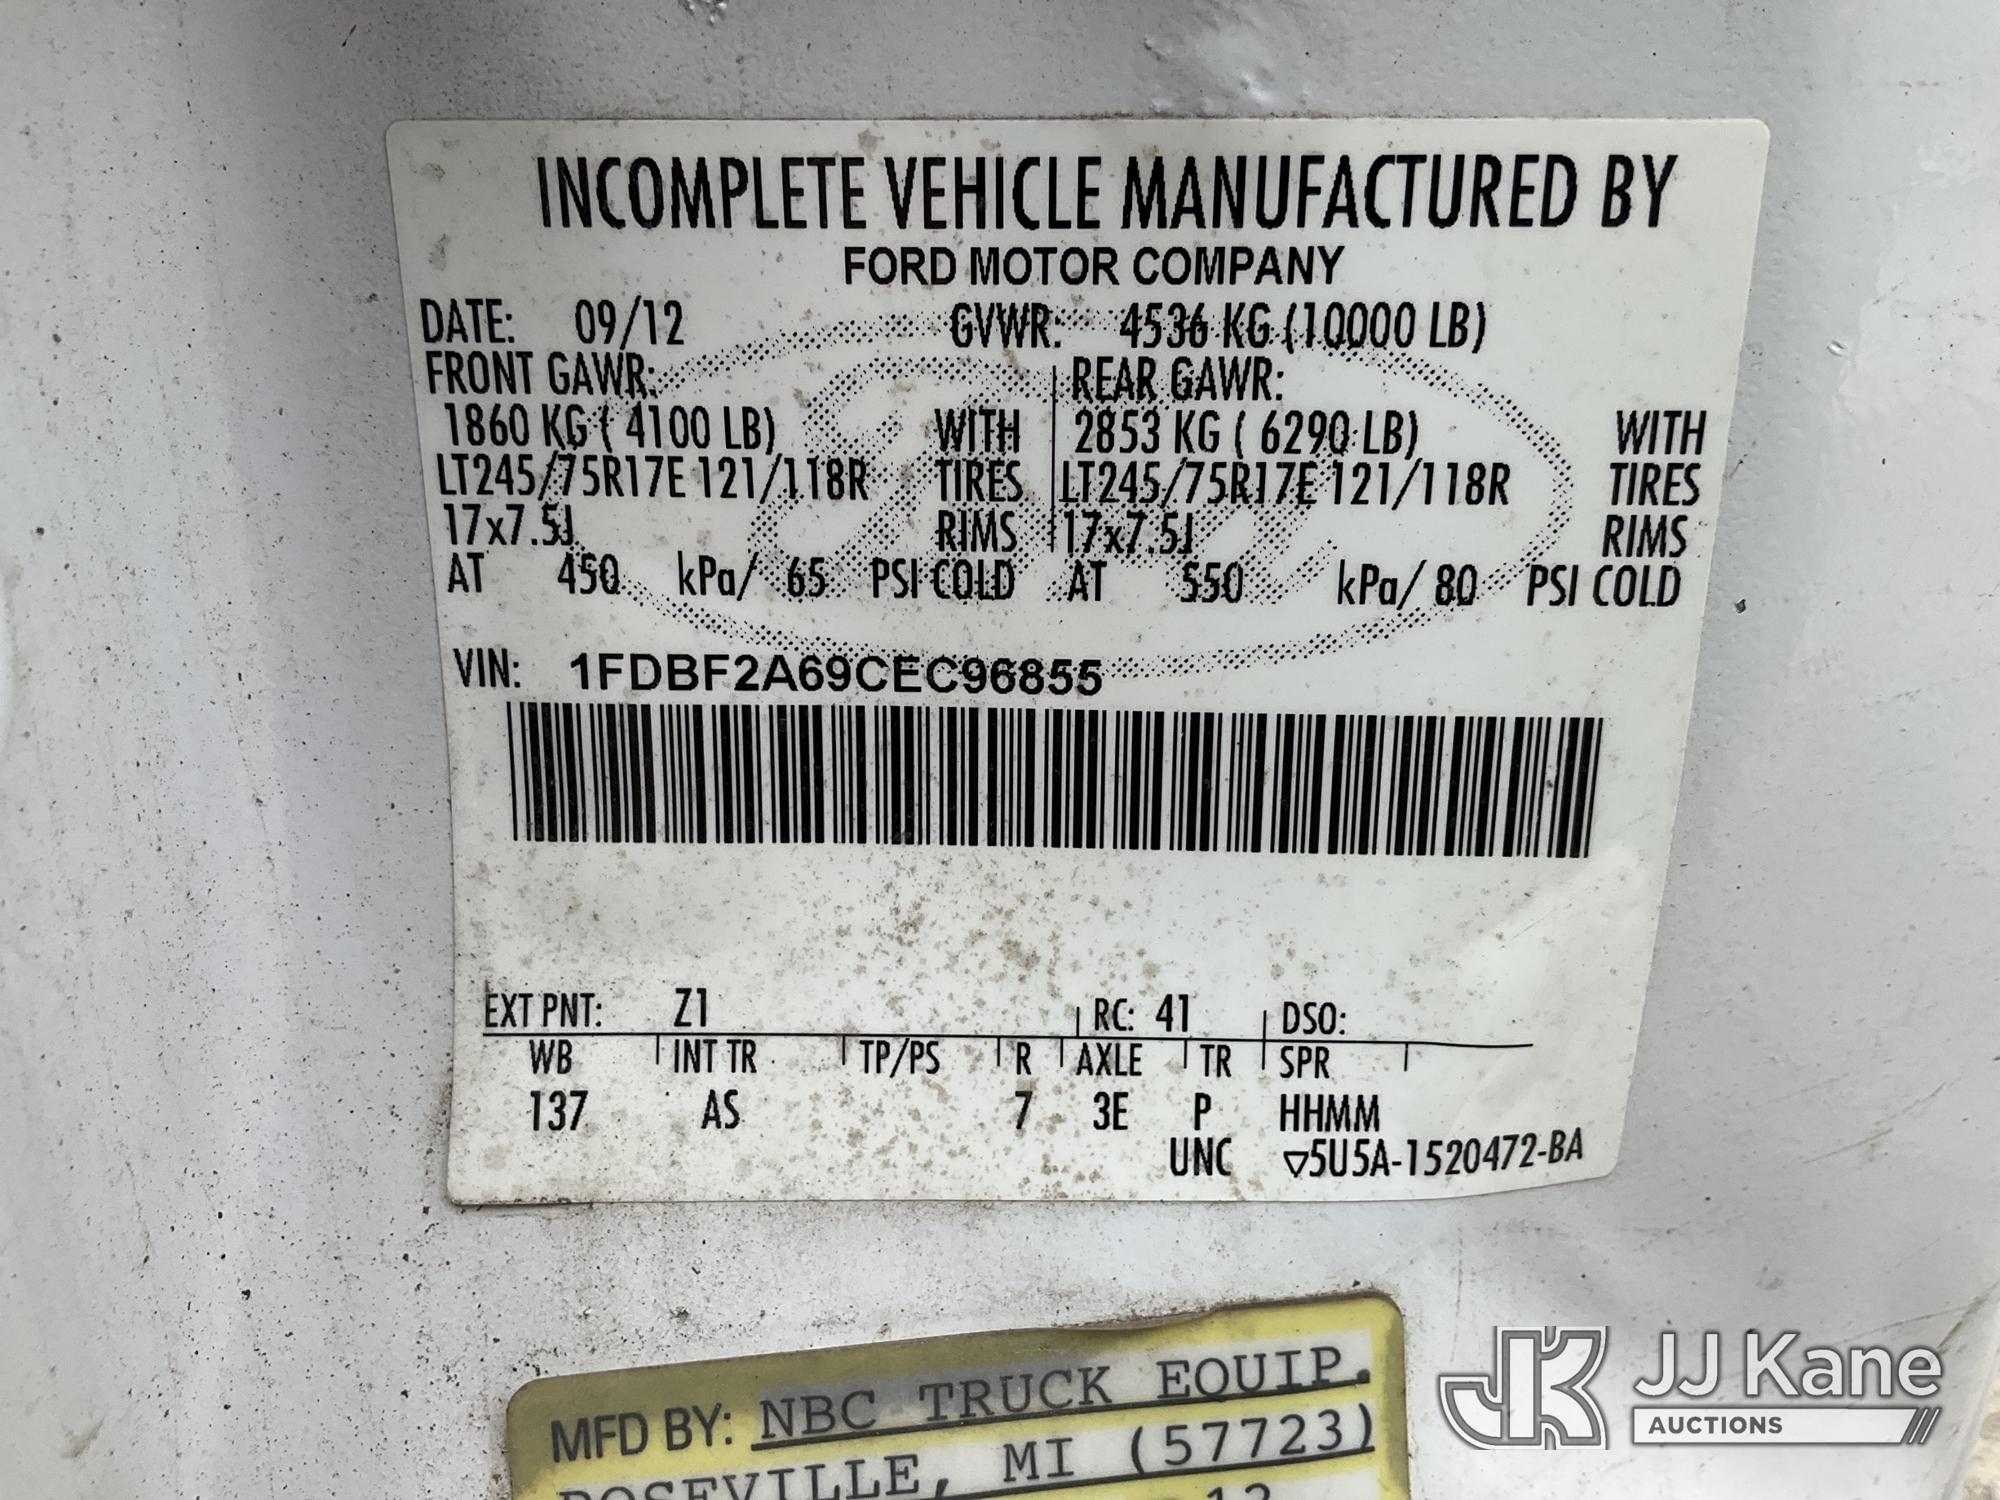 INCOMPLETE VEHICLE MANUFACTURED BY
FORD MOTOR COMPANY
DATE: 09/12 GVWR: 4536 KG (10000 LB)
FRONT GAWR: REAR GAWR:
1860 KG ( 4100 LB) WITH 2853 KG ( 6290 LB) WITH
LT245/75R17E 121/118R TIRES LT245/75R17E 121/118R TIRES
17x7.5J RIMS 17x7.5J RIMS
AT 450 kPa/ 65 PSI COLD AT 550 kPa/ 80 PSI COLD
VIN: 1FDBF2A69CEC96855
EXT PNT: Z1 RC: 41 DSO:
WB INT TR TP/PS R AXLE TR SPR
137 AS 7 3E P HHMM
UNC ▽5U5A-1520472-BA
MFD BY: NBC TRUCK EQUIP.
ROSEVILLE, MI (57723)
JK JJ Kane
AUCTIONS